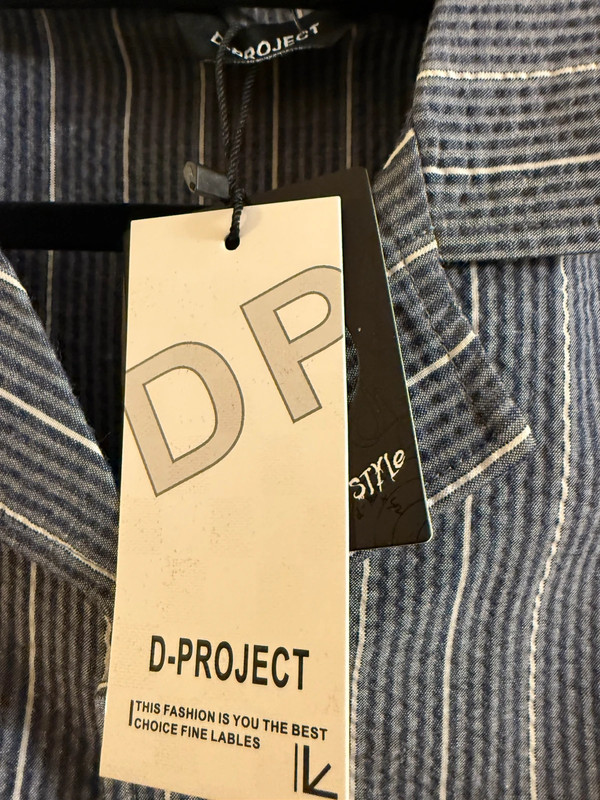 D-PROJECT
DP
STYLe
D-PROJECT
THIS FASHION IS YOU THE BEST
CHOICE FINE LABLES